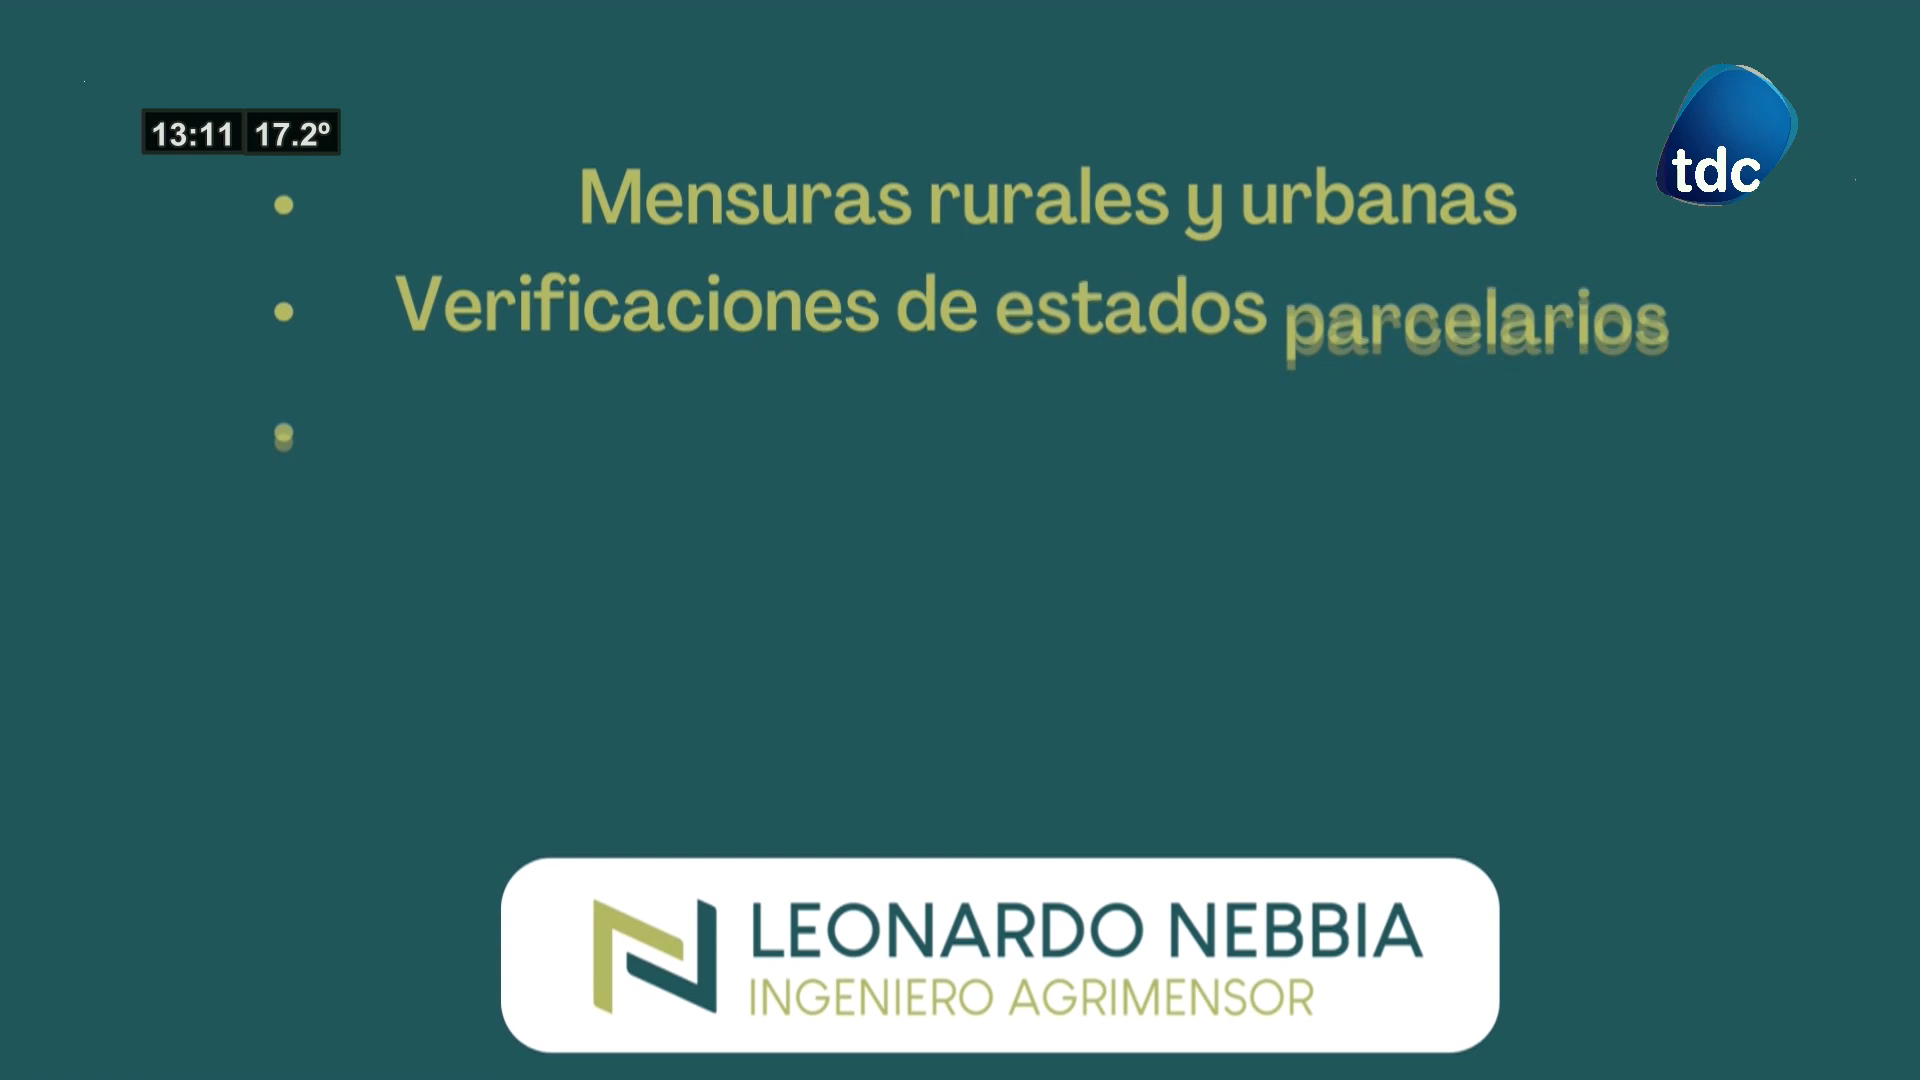 13:11 17.2º
tdc
• Mensuras rurales y urbanas
• Verificaciones de estados parcelarios
•
LEONARDO NEBBIA
INGENIERO AGRIMENSOR